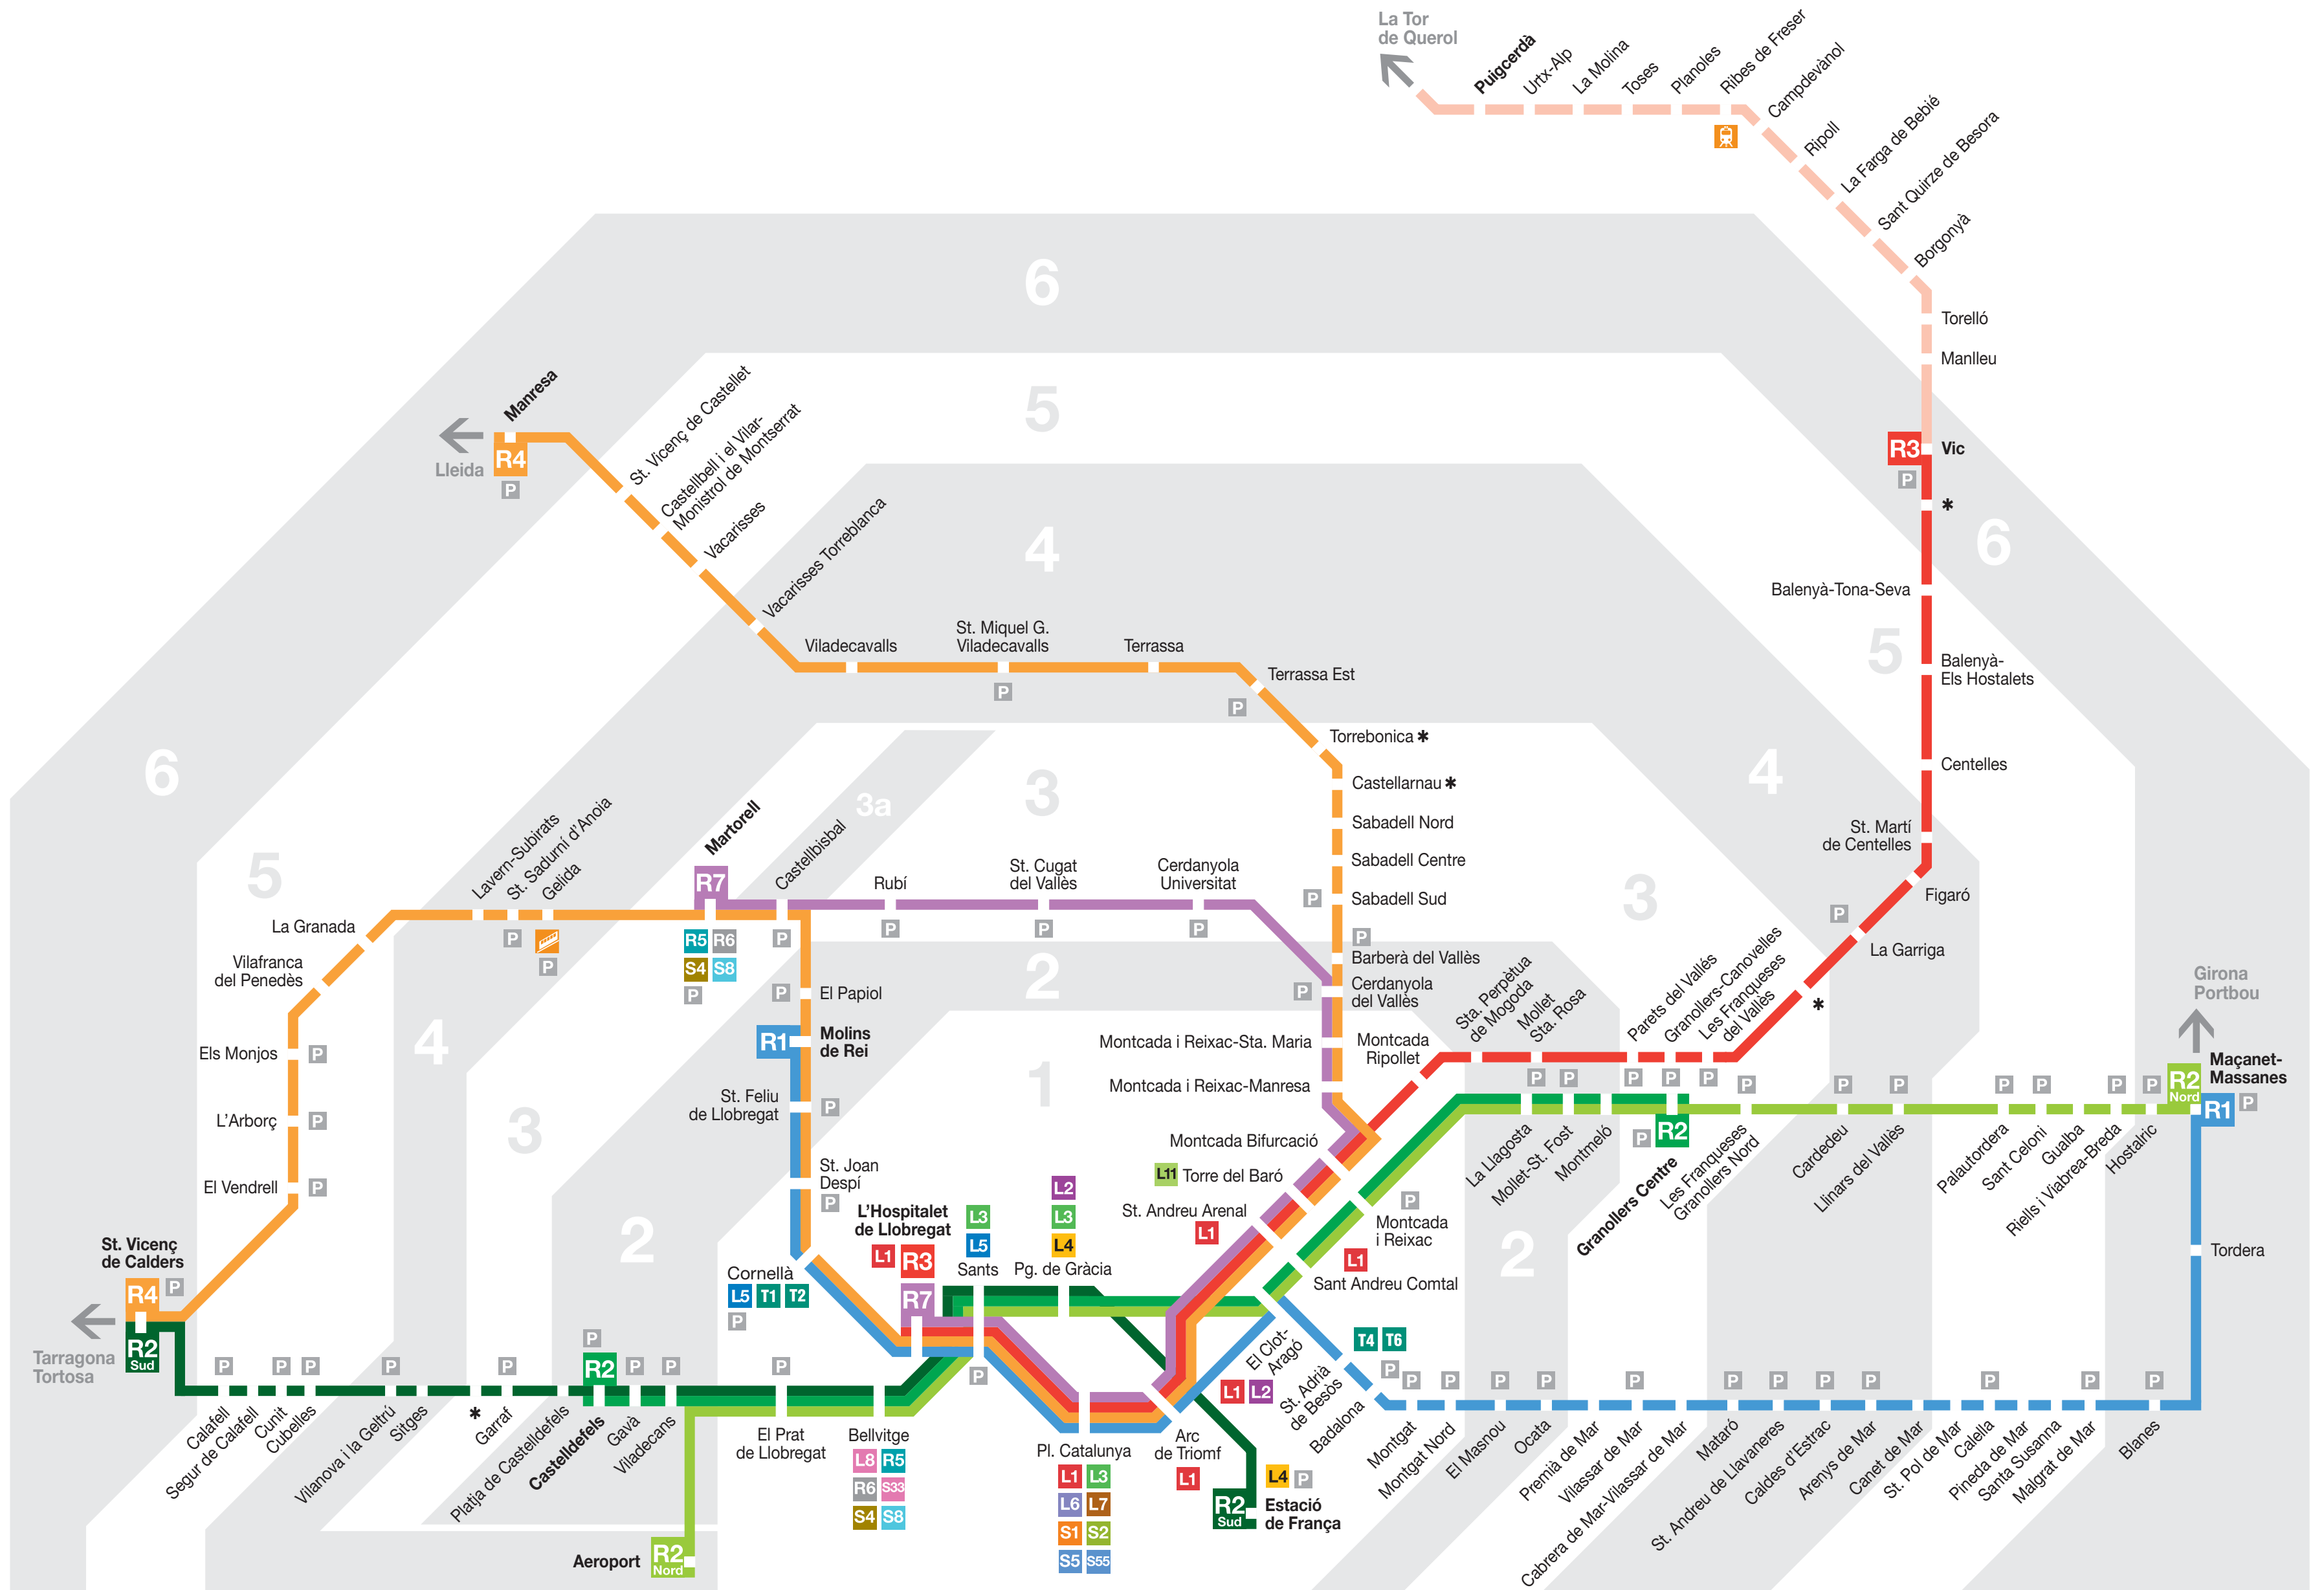 La Tor
de Querol
Puigcerdà
Urtx-Alp
La Molina
Toses
Planoles
Ribes de Freser
Campdevànol
Ripoll
La Farga de Bebié
Sant Quirze de Besora
Borgonyà
Torelló
Manlleu
R3
Vic
P
*
Balenyà-Tona-Seva
Balenyà-
Els Hostalets
Centelles
St. Martí
de Centelles
Figaró
P
La Garriga
*
6
5
4
3a
3
2
1
6
5
4
3
2
6
5
4
3
2
Manresa
Lleida
R4
P
St. Vicenç de Castellet
Castellbell i el Vilar-
Monistrol de Montserrat
Vacarisses
Vacarisses Torreblanca
Viladecavalls
St. Miquel G.
Viladecavalls
P
Terrassa
Terrassa Est
P
Torrebonica *
Castellarnau *
Sabadell Nord
Sabadell Centre
P
Sabadell Sud
P
Barberà del Vallès
P
Cerdanyola
del Vallès
Montcada i Reixac-Sta. Maria
Montcada i Reixac-Manresa
Montcada Bifurcació
L11 Torre del Baró
St. Andreu Arenal
L1
Martorell
R7
R5 R6
S4 S8
P
Castellbisbal
P
Rubí
P
St. Cugat
del Vallès
P
Cerdanyola
Universitat
P
Lavern-Subirats
St. Sadurní d'Anoia
P
Gelida
P
La Granada
Vilafranca
del Penedès
Els Monjos
P
L'Arborç
P
El Vendrell
P
St. Vicenç
de Calders
R4
P
R2
Sud
Tarragona
Tortosa
P
El Papiol
R1
Molins
de Rei
St. Feliu
de Llobregat
P
St. Joan
Despí
P
Cornellà
L5 T1 T2
P
L'Hospitalet
de Llobregat
L1 R3
R7
L3
L5
Sants
P
L2
L3
L4
Pg. de Gràcia
Montcada
Ripollet
Sta. Perpètua
de Mogoda
Mollet
Sta. Rosa
P
P
Parets del Vallés
P
Granollers-Canovelles
P
Les Franqueses
del Vallès
P
La Llagosta
Mollet-St. Fost
Montmeló
R2
P
Granollers Centre
P
Les Franqueses
Granollers Nord
P
Cardedeu
P
Llinars del Vallès
P
Palautordera
P
Sant Celoni
Gualba
P
Riells i Viabrea-Breda
P
Hostalric
Girona
Portbou
R2
Nord
Maçanet-
Massanes
R1
P
Tordera
P
Montcada
i Reixac
L1
Sant Andreu Comtal
El Clot-
Aragó
L1 L2
T4 T6
P
St. Adrià
de Besòs
Badalona
P
Montgat
P
Montgat Nord
P
El Masnou
P
Ocata
Premià de Mar
P
Vilassar de Mar
Cabrera de Mar-Vilassar de Mar
P
Mataró
P
St. Andreu de Llavaneres
P
Caldes d'Estrac
P
Arenys de Mar
Canet de Mar
St. Pol de Mar
P
Calella
Pineda de Mar
Santa Susanna
P
Malgrat de Mar
P
Blanes
P
Calafell
Segur de Calafell
P
Cunit
P
Cubelles
P
Vilanova i la Geltrú
Sitges
*
P
Garraf
Platja de Castelldefels
P
R2
Castelldefels
P
Gavà
P
Viladecans
P
El Prat
de Llobregat
Bellvitge
L8 R5
R6 S33
S4 S8
Aeroport
R2
Nord
Pl. Catalunya
L1 L3
L6 L7
S1 S2
S5 S55
Arc
de Triomf
L1
L4 P
R2
Sud
Estació
de França